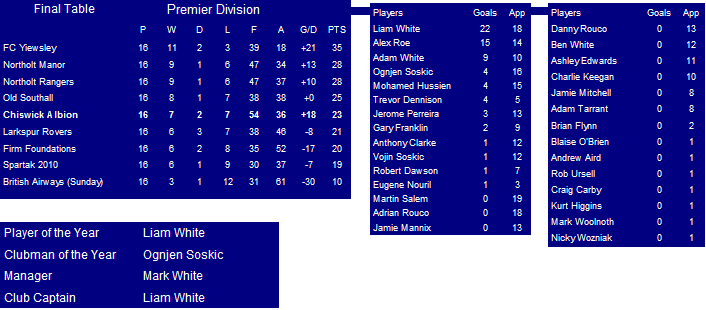 Final Table Premier Division
P W D L F A G/D PTS
FC Yiewsley 16 11 2 3 39 18 +21 35
Northolt Manor 16 9 1 6 47 34 +13 28
Northolt Rangers 16 9 1 6 47 37 +10 28
Old Southall 16 8 1 7 38 38 +0 25
Chiswick Albion 16 7 2 7 54 36 +18 23
Larkspur Rovers 16 6 3 7 38 46 -8 21
Firm Foundations 16 6 2 8 35 52 -17 20
Spartak 2010 16 6 1 9 30 37 -7 19
British Airways (Sunday) 16 3 1 12 31 61 -30 10
Player of the Year Liam White
Clubman of the Year Ognjen Soskic
Manager Mark White
Club Captain Liam White
Players Goals App
Liam White 22 18
Alex Roe 15 14
Adam White 9 10
Ognjen Soskic 4 16
Mohamed Hussien 4 15
Trevor Dennison 4 5
Jerome Perreira 3 13
Gary Franklin 2 9
Anthony Clarke 1 12
Vojin Soskic 1 12
Robert Dawson 1 7
Eugene Nouril 1 3
Martin Salem 0 19
Adrian Rouco 0 18
Jamie Mannix 0 13
Players Goals App
Danny Rouco 0 13
Ben White 0 12
Ashley Edwards 0 11
Charlie Keegan 0 10
Jamie Mitchell 0 8
Adam Tarrant 0 8
Brian Flynn 0 2
Blaise O'Brien 0 1
Andrew Aird 0 1
Rob Ursell 0 1
Craig Carby 0 1
Kurt Higgins 0 1
Mark Woolnoth 0 1
Nicky Wozniak 0 1